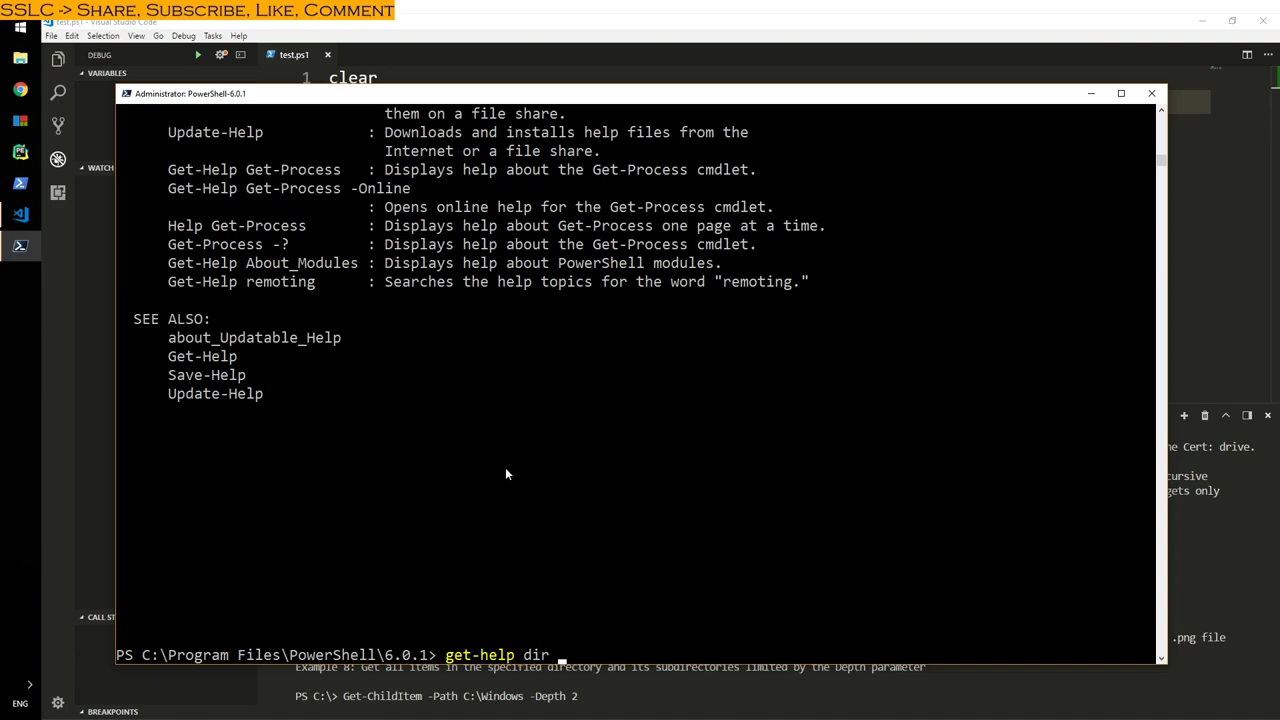 SSLC -> Share, Subscribe, Like, Comment
test.ps1 - Visual Studio Code
File Edit Selection View Go Debug Tasks Help
DEBUG
test.ps1
VARIABLES
1 clear
Administrator: PowerShell-6.0.1
them on a file share.
Update-Help : Downloads and installs help files from the
Internet or a file share.
Get-Help Get-Process : Displays help about the Get-Process cmdlet.
Get-Help Get-Process -Online
: Opens online help for the Get-Process cmdlet.
Help Get-Process : Displays help about Get-Process one page at a time.
Get-Process -? : Displays help about the Get-Process cmdlet.
Get-Help About_Modules : Displays help about PowerShell modules.
Get-Help remoting : Searches the help topics for the word "remoting."
SEE ALSO:
about_Updatable_Help
Get-Help
Save-Help
Update-Help
WATCH
ne Cert: drive.
cursive
gets only
CALL ST
.png file
PS C:\Program Files\PowerShell\6.0.1> get-help dir
Example 8: Get all items in the specified directory and its subdirectories limited by the Depth parameter
PS C:\> Get-ChildItem -Path C:\Windows -Depth 2
ENG
BREAKPOINTS